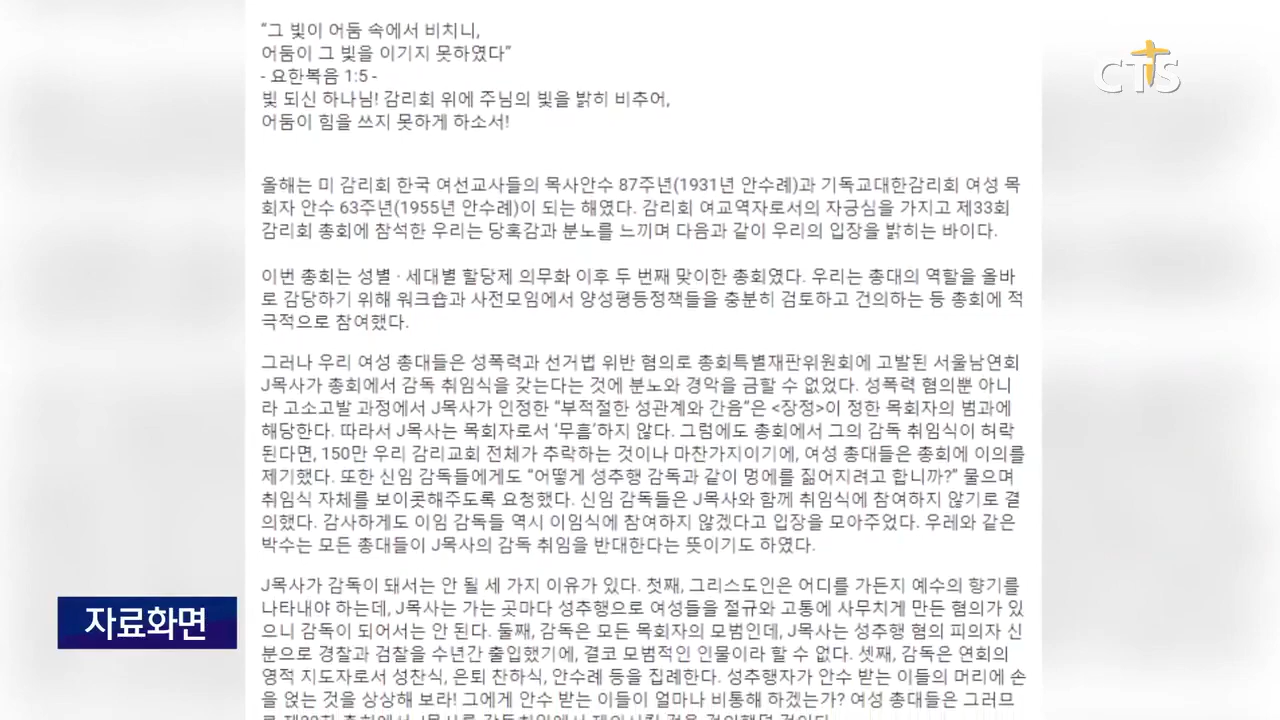 “그 빛이 어둠 속에서 비치니,
어둠이 그 빛을 이기지 못하였다”
- 요한복음 1:5 -
빛 되신 하나님! 감리회 위에 주님의 빛을 밝히 비추어,
어둠이 힘을 쓰지 못하게 하소서!
CTS
올해는 미 감리회 한국 여선교사들의 목사안수 87주년(1931년 안수례)과 기독교대한감리회 여성 목
회자 안수 63주년(1955년 안수례)이 되는 해였다. 감리회 여교역자로서의 자긍심을 가지고 제33회
감리회 총회에 참석한 우리는 당혹감과 분노를 느끼며 다음과 같이 우리의 입장을 밝히는 바이다.
이번 총회는 성별 · 세대별 할당제 의무화 이후 두 번째 맞이한 총회였다. 우리는 총대의 역할을 올바
로 감당하기 위해 워크숍과 사전모임에서 양성평등정책들을 충분히 검토하고 건의하는 등 총회에 적
극적으로 참여했다.
그러나 우리 여성 총대들은 성폭력과 선거법 위반 혐의로 총회특별재판위원회에 고발된 서울남연회
J목사가 총회에서 감독 취임식을 갖는다는 것에 분노와 경악을 금할 수 없었다. 성폭력 혐의뿐 아니
라 고소고발 과정에서 J목사가 인정한 “부적절한 성관계와 간음”은 <장정>이 정한 목회자의 범과에
해당한다. 따라서 J목사는 목회자로서 ‘무흠’하지 않다. 그럼에도 총회에서 그의 감독 취임식이 허락
된다면, 150만 우리 감리교회 전체가 추락하는 것이나 마찬가지이기에, 여성 총대들은 총회에 이의를
제기했다. 또한 신임 감독들에게도 “어떻게 성추행 감독과 같이 멍에를 짊어지려고 합니까?” 물으며
취임식 자체를 보이콧해주도록 요청했다. 신임 감독들은 J목사와 함께 취임식에 참여하지 않기로 결
의했다. 감사하게도 이임 감독들 역시 이임식에 참여하지 않겠다고 입장을 모아주었다. 우레와 같은
박수는 모든 총대들이 J목사의 감독 취임을 반대한다는 뜻이기도 하였다.
J목사가 감독이 돼서는 안 될 세 가지 이유가 있다. 첫째, 그리스도인은 어디를 가든지 예수의 향기를
나타내야 하는데, J목사는 가는 곳마다 성추행으로 여성들을 절규와 고통에 사무치게 만든 혐의가 있
으니 감독이 되어서는 안 된다. 둘째, 감독은 모든 목회자의 모범인데, J목사는 성추행 혐의 피의자 신
분으로 경찰과 검찰을 수년간 출입했기에, 결코 모범적인 인물이라 할 수 없다. 셋째, 감독은 연회의
영적 지도자로서 성찬식, 은퇴 찬하식, 안수례 등을 집례한다. 성추행자가 안수 받는 이들의 머리에 손
을 얹는 것을 상상해 보라! 그에게 안수 받는 이들이 얼마나 비통해 하겠는가? 여성 총대들은 그러므
자료화면